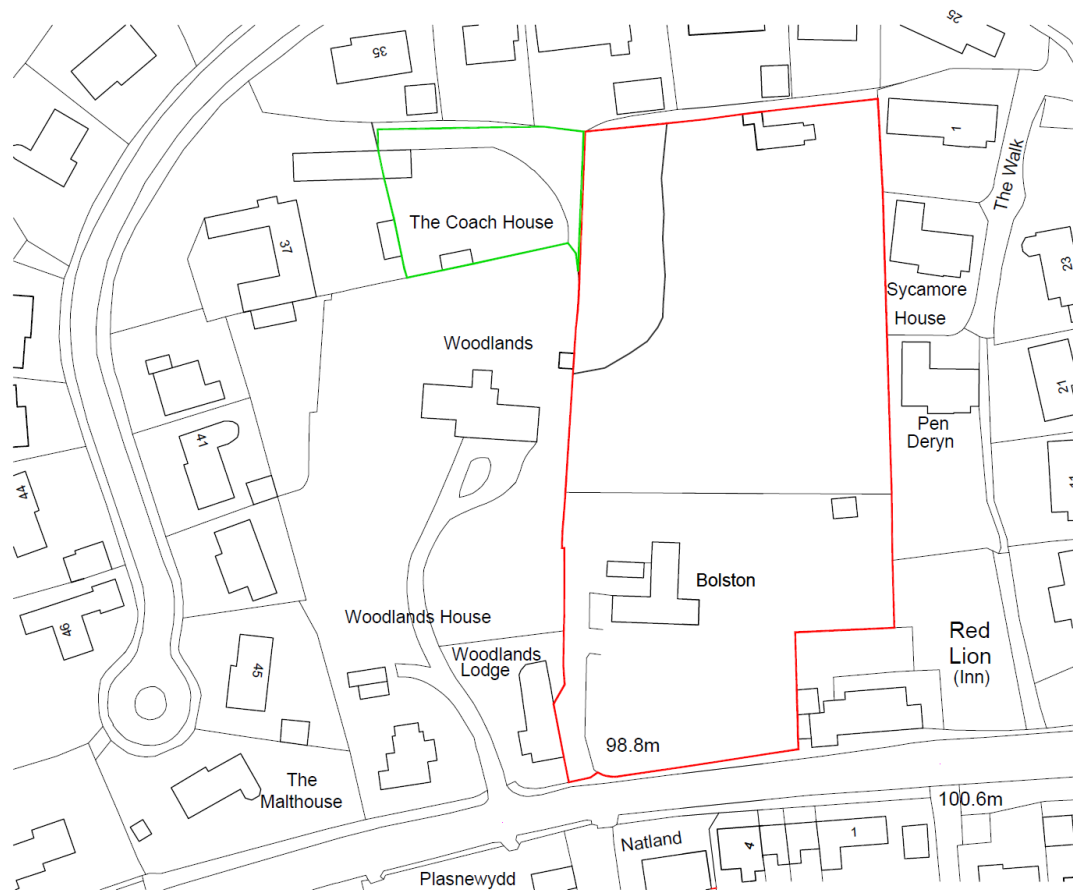 25
35
1
The Walk
The Coach House
37
23
Sycamore
House
Woodlands
21
Pen
Deryn
41
44
11
Bolston
Woodlands House
46
Red
Lion
(Inn)
Woodlands
Lodge
45
98.8m
The
Malthouse
100.6m
Natland
4
1
Plasnewydd